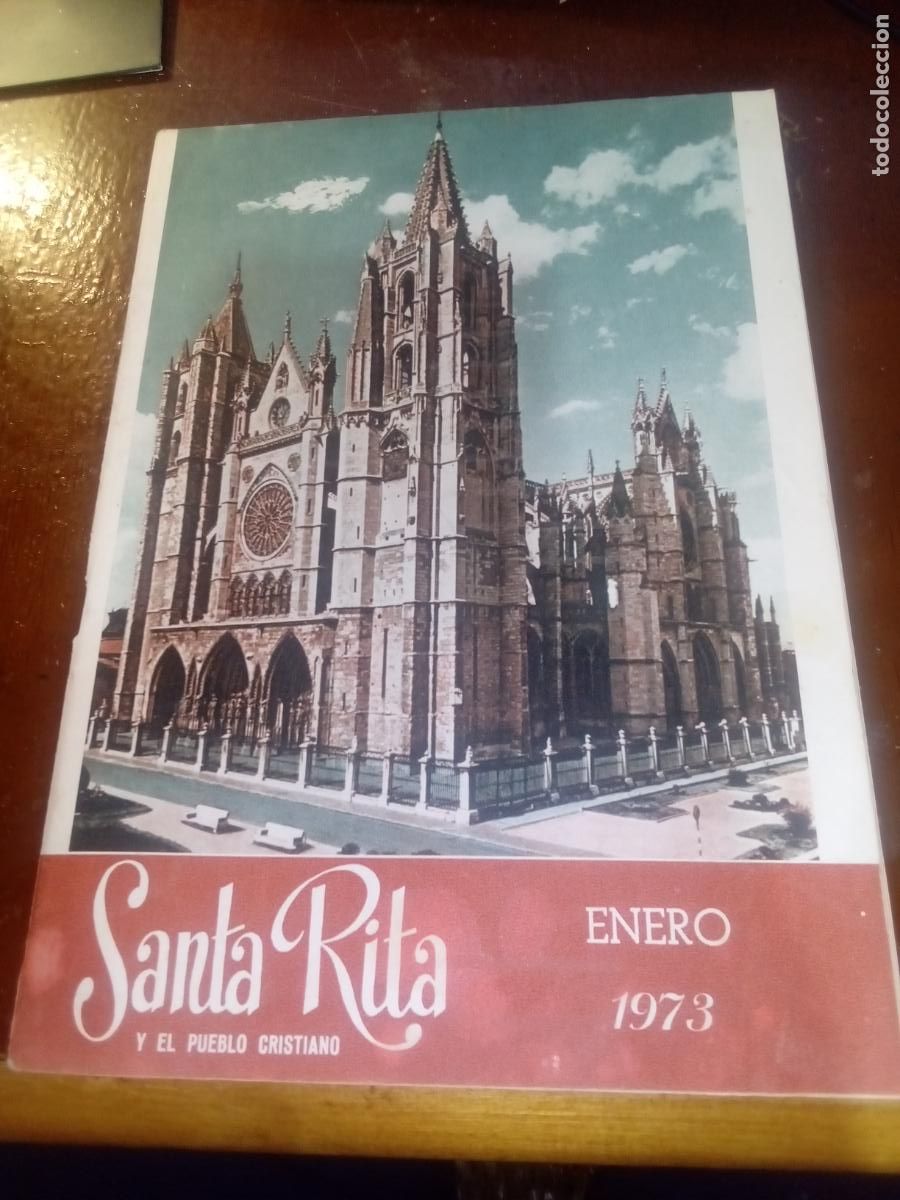 Santa Rita
Y EL PUEBLO CRISTIANO
ENERO
1973
todocoleccion